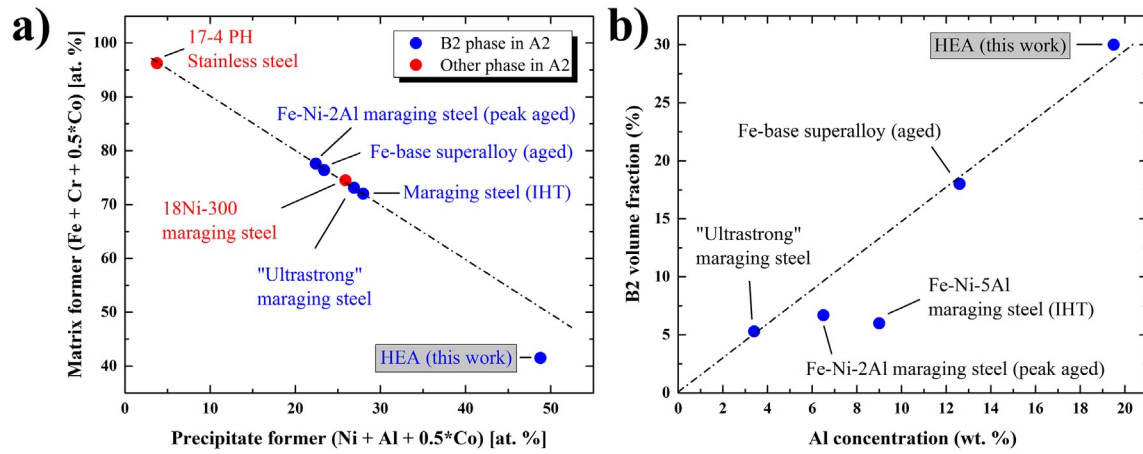 a)
Matrix former (Fe + Cr + 0.5*Co) [at. %]
100
90
80
70
60
50
40
17-4 PH
Stainless steel
B2 phase in A2
Other phase in A2
Fe-Ni-2Al maraging steel (peak aged)
Fe-base superalloy (aged)
Maraging steel (IHT)
18Ni-300
maraging steel
"Ultrastrong"
maraging steel
HEA (this work)
0 10 20 30 40 50
Precipitate former (Ni + Al + 0.5*Co) [at. %]
b)
B2 volume fraction (%)
30
25
20
15
10
5
0
HEA (this work)
Fe-base superalloy (aged)
"Ultrastrong"
maraging steel
Fe-Ni-5Al
maraging steel (IHT)
Fe-Ni-2Al maraging steel (peak aged)
0 2 4 6 8 10 12 14 16 18 20
Al concentration (wt. %)